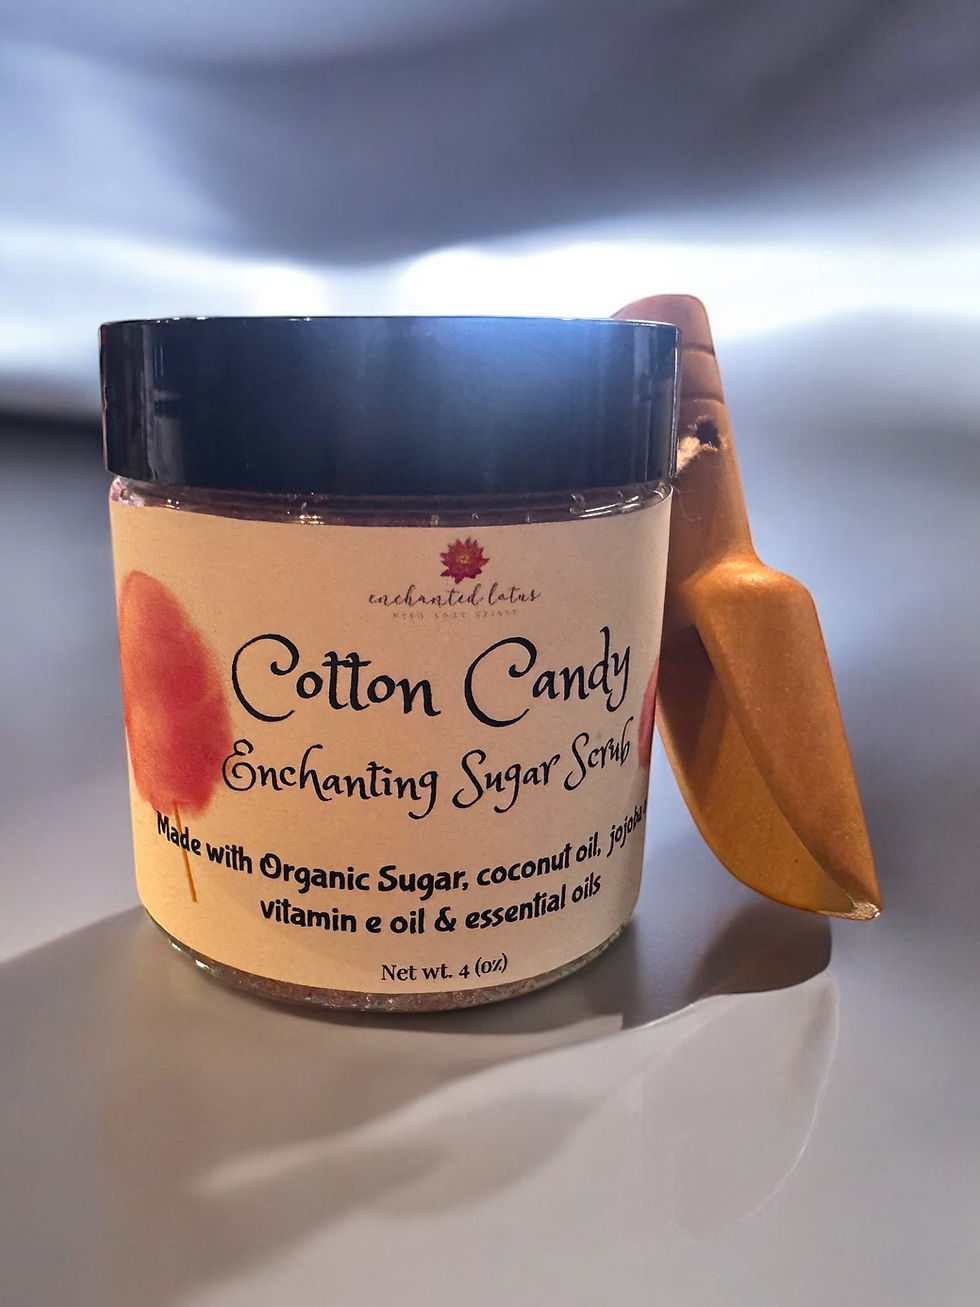 enchanted lotus
Cotton Candy
Enchanting Sugar Scrub
Made with Organic Sugar, coconut oil, jojoba
vitamin e oil & essential oils
Net wt. 4 (oz)